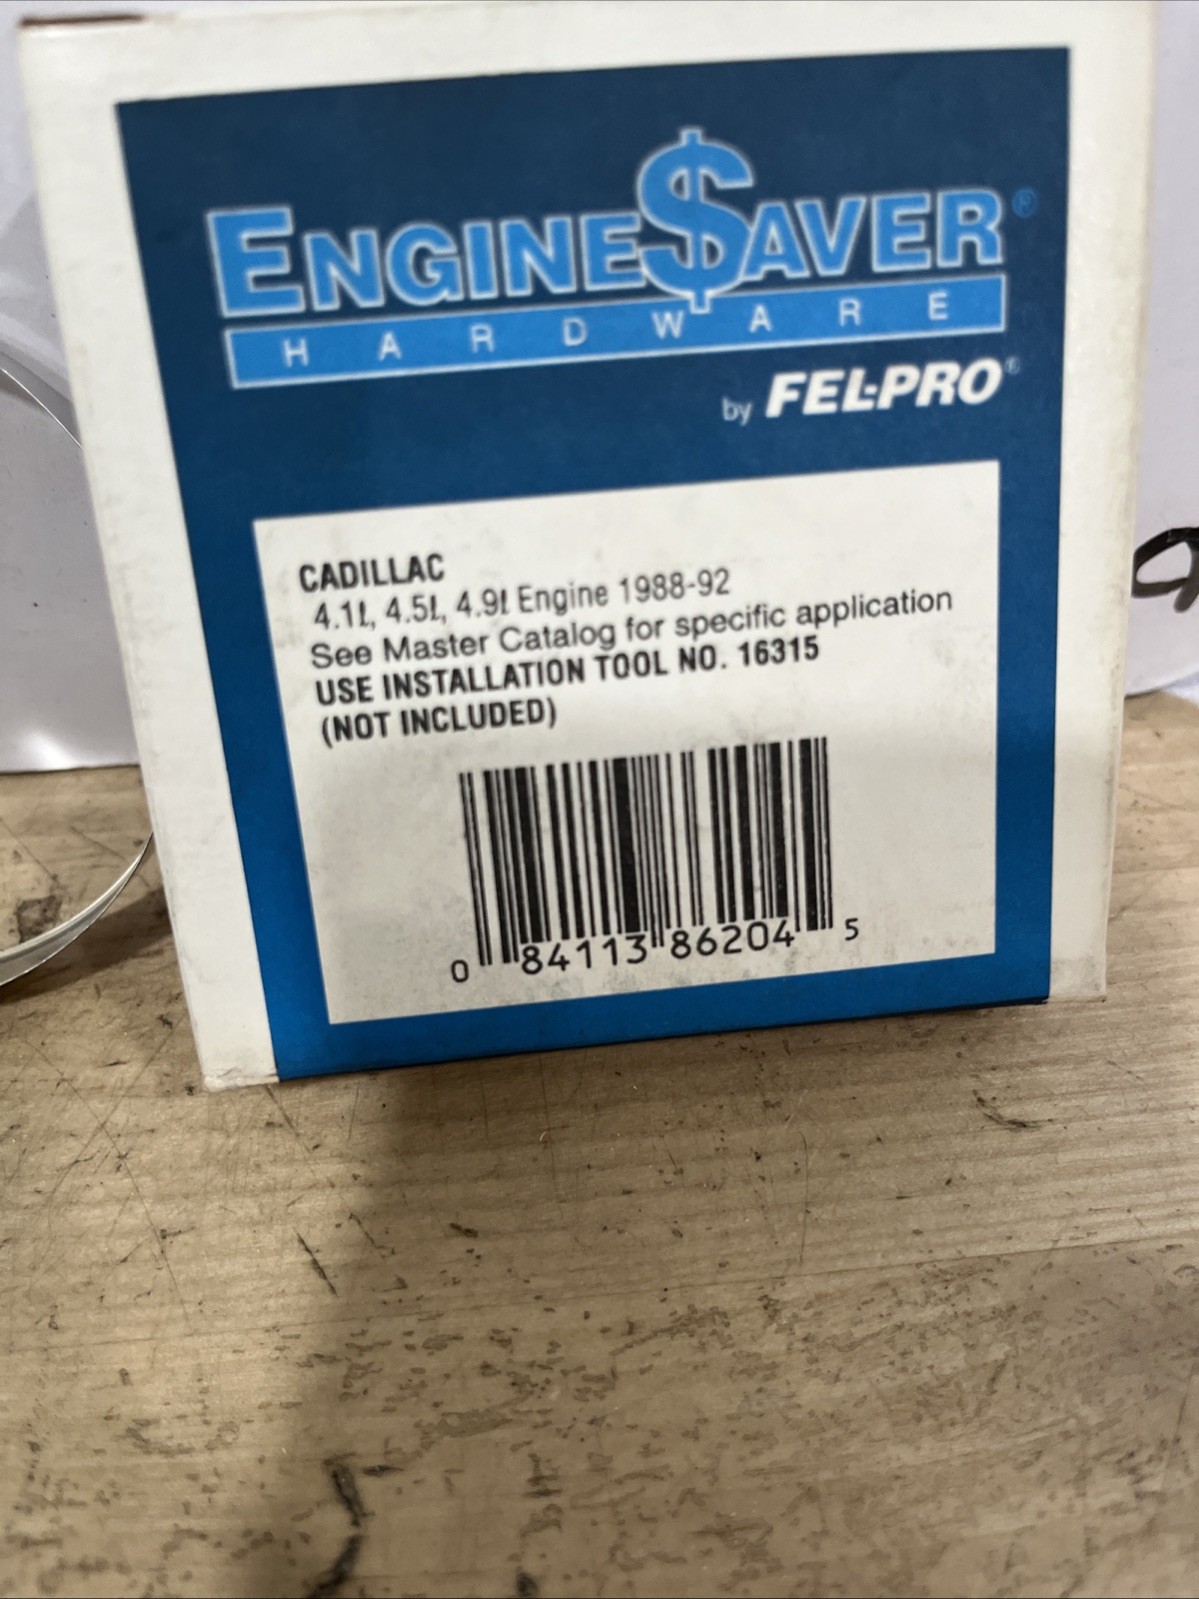 ENGINE$AVER®
HARDWARE
by FEL-PRO®
CADILLAC
4.1ℓ, 4.5ℓ, 4.9ℓ Engine 1988-92
See Master Catalog for specific application
USE INSTALLATION TOOL NO. 16315
(NOT INCLUDED)
0 84113 86204 5